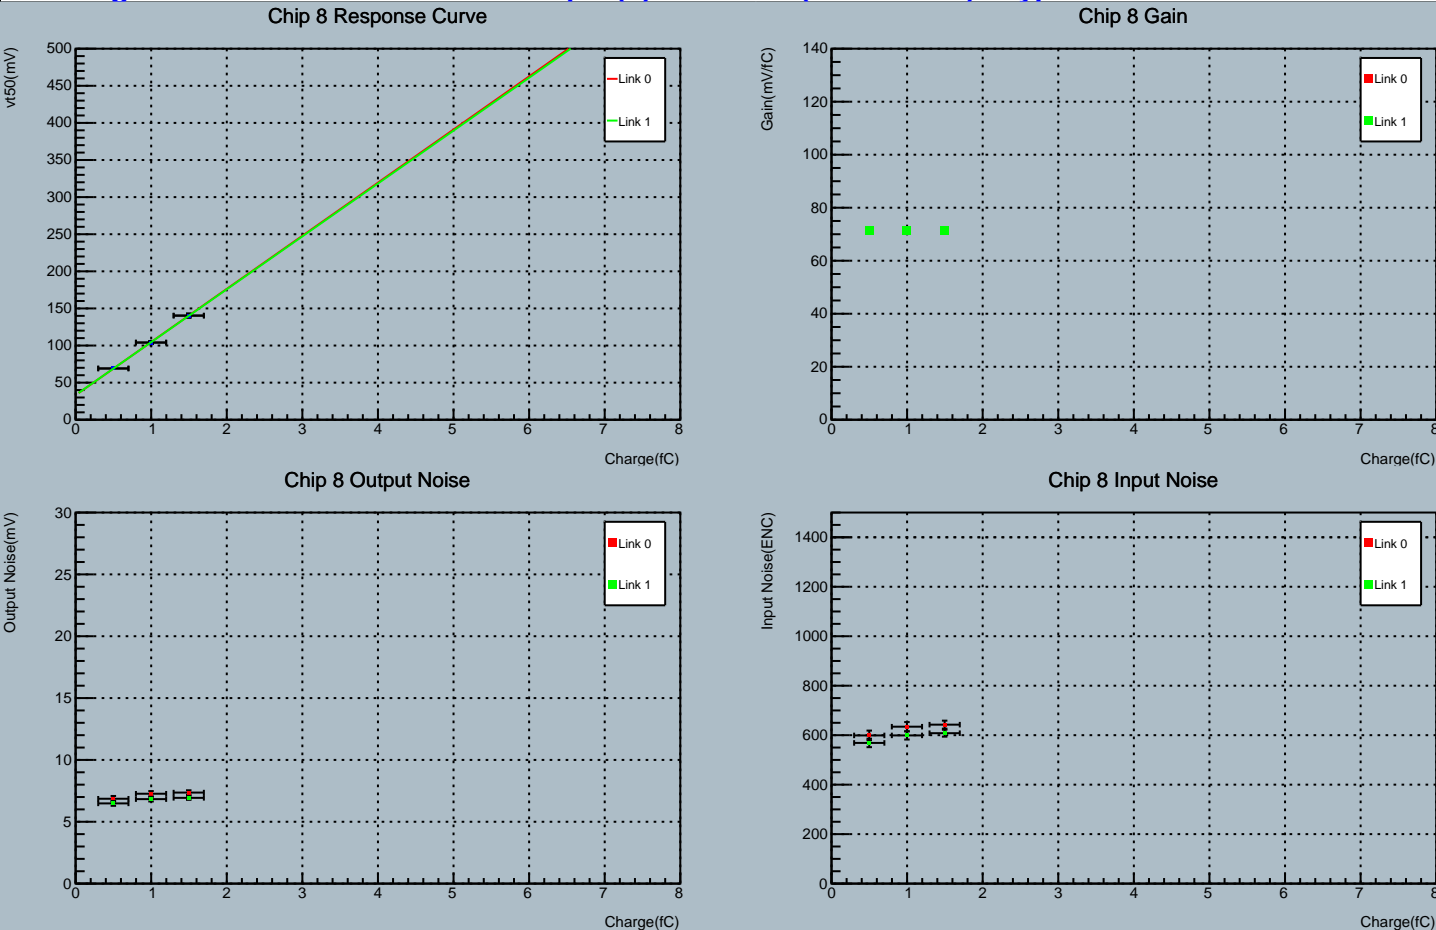 Chip 8 Response Curve
vt50(mV)
500
450
400
350
300
250
200
150
100
50
0
0 1 2 3 4 5 6 7 8
Charge(fC)
Link 0
Link 1
Chip 8 Gain
Gain(mV/fC)
140
120
100
80
60
40
20
0
0 1 2 3 4 5 6 7 8
Charge(fC)
Link 0
Link 1
Chip 8 Output Noise
Output Noise(mV)
30
25
20
15
10
5
0
0 1 2 3 4 5 6 7 8
Charge(fC)
Link 0
Link 1
Chip 8 Input Noise
Input Noise(ENC)
1400
1200
1000
800
600
400
200
0
0 1 2 3 4 5 6 7 8
Charge(fC)
Link 0
Link 1